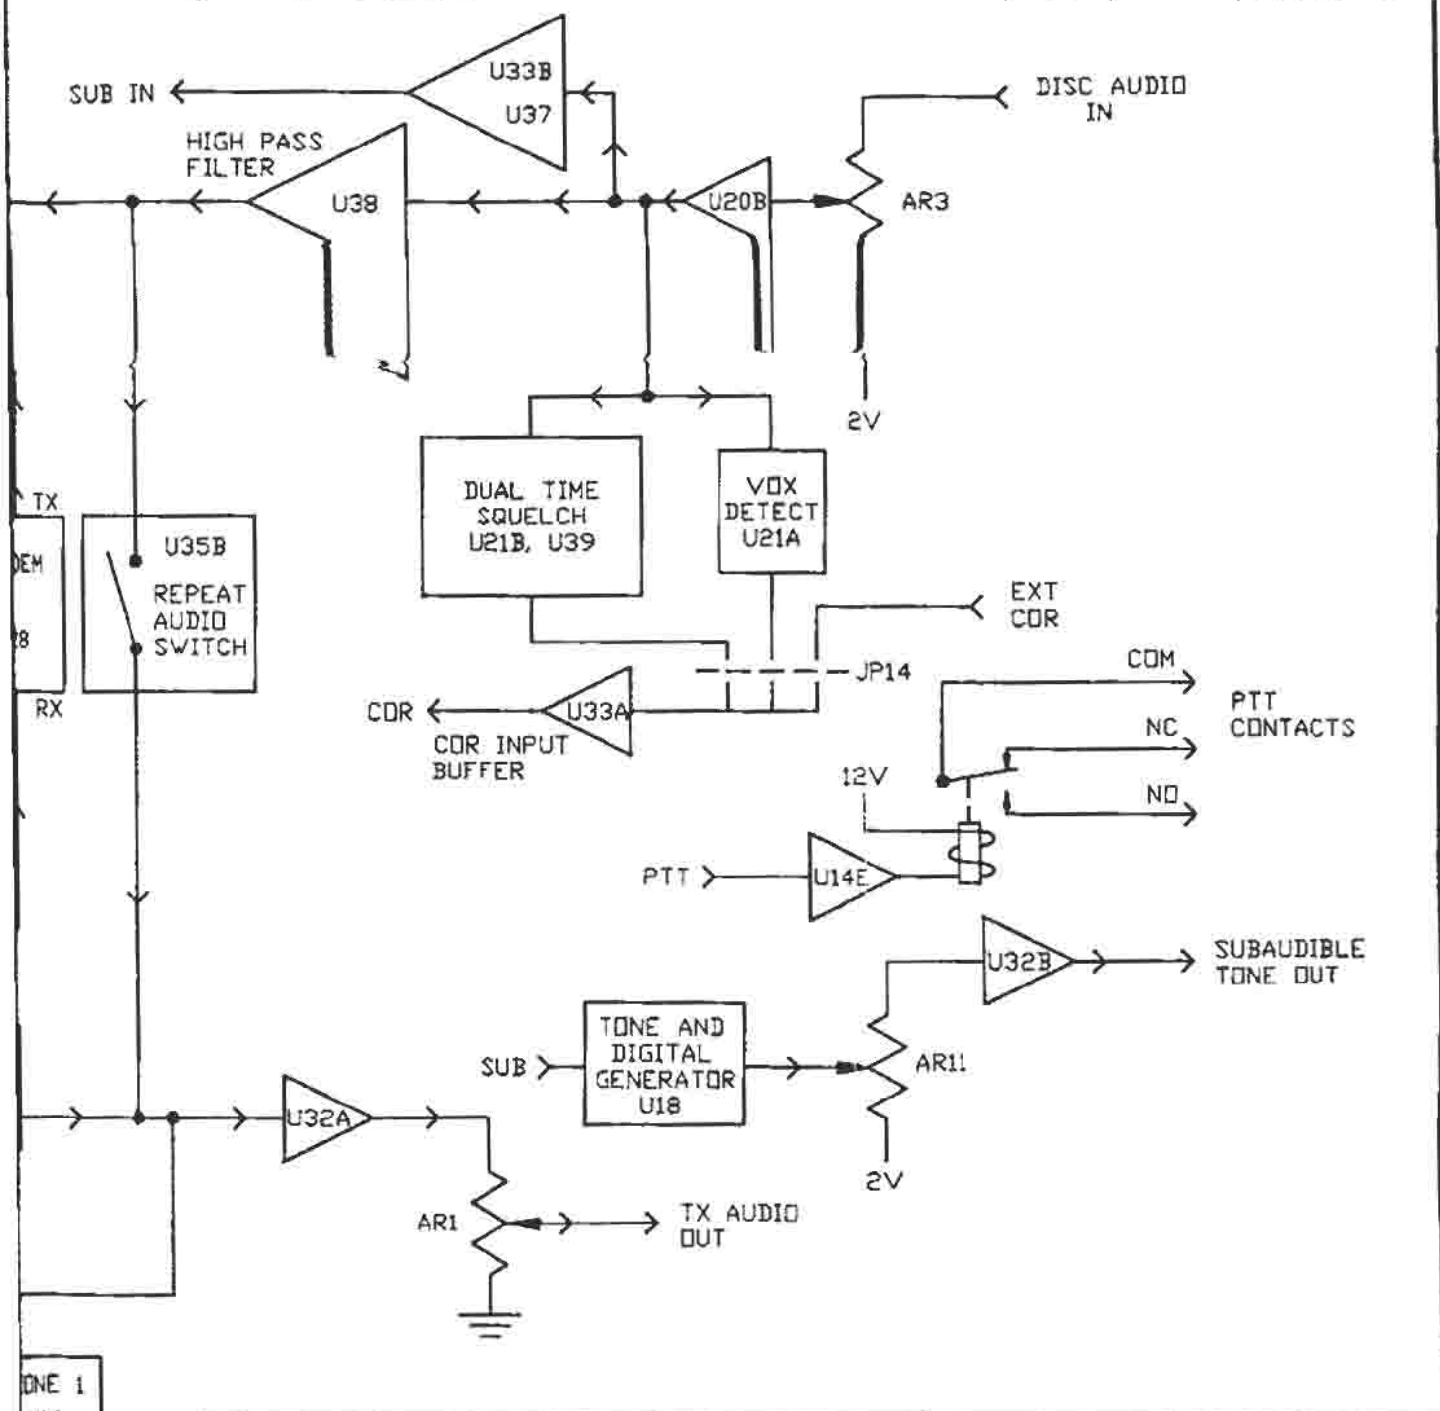 SUB IN
U33B
U37
DISC AUDIO
IN
HIGH PASS
FILTER
U38
U20B
AR3
2V
TX
DUAL TIME
SQUELCH
U21B, U39
VOX
DETECT
U21A
U35B
REPEAT
AUDIO
SWITCH
RX
EXT
COR
JP14
COR
U33A
COR INPUT
BUFFER
COM
NC
NO
PTT
CONTACTS
12V
PTT
U14E
U32B
SUBAUDIBLE
TONE OUT
SUB
TONE AND
DIGITAL
GENERATOR
U18
AR11
2V
U32A
AR1
TX AUDIO
OUT
ONE 1